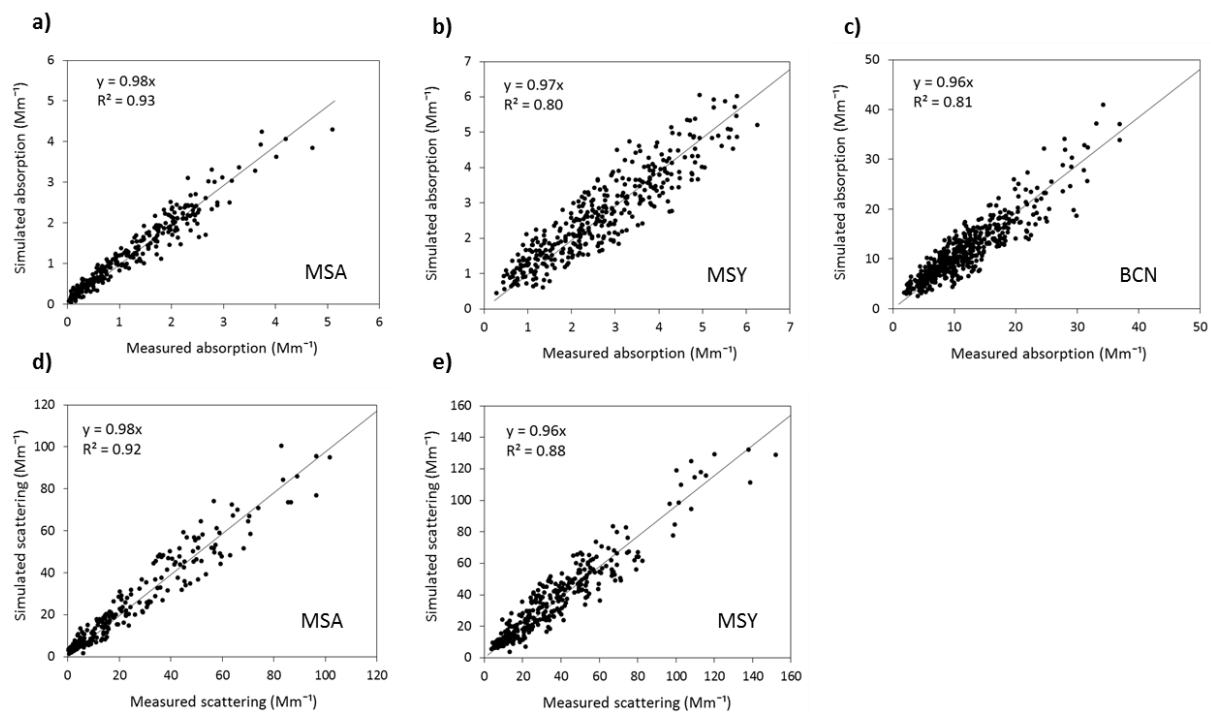 a)
6
5
4
3
2
1
0
Simulated absorption (Mm⁻¹)
y = 0.98x
R² = 0.93
MSA
0 1 2 3 4 5 6
Measured absorption (Mm⁻¹)
b)
7
6
5
4
3
2
1
0
Simulated absorption (Mm⁻¹)
y = 0.97x
R² = 0.80
MSY
0 1 2 3 4 5 6 7
Measured absorption (Mm⁻¹)
c)
50
40
30
20
10
0
Simulated absorption (Mm⁻¹)
y = 0.96x
R² = 0.81
BCN
0 10 20 30 40 50
Measured absorption (Mm⁻¹)
d)
120
100
80
60
40
20
0
Simulated scattering (Mm⁻¹)
y = 0.98x
R² = 0.92
MSA
0 20 40 60 80 100 120
Measured scattering (Mm⁻¹)
e)
160
140
120
100
80
60
40
20
0
Simulated scattering (Mm⁻¹)
y = 0.96x
R² = 0.88
MSY
0 20 40 60 80 100 120 140 160
Measured scattering (Mm⁻¹)